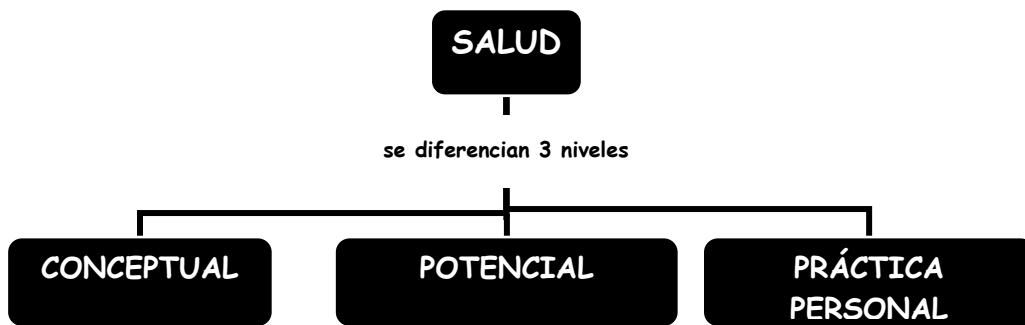 SALUD
se diferencian 3 niveles
CONCEPTUAL
POTENCIAL
PRÁCTICA
PERSONAL